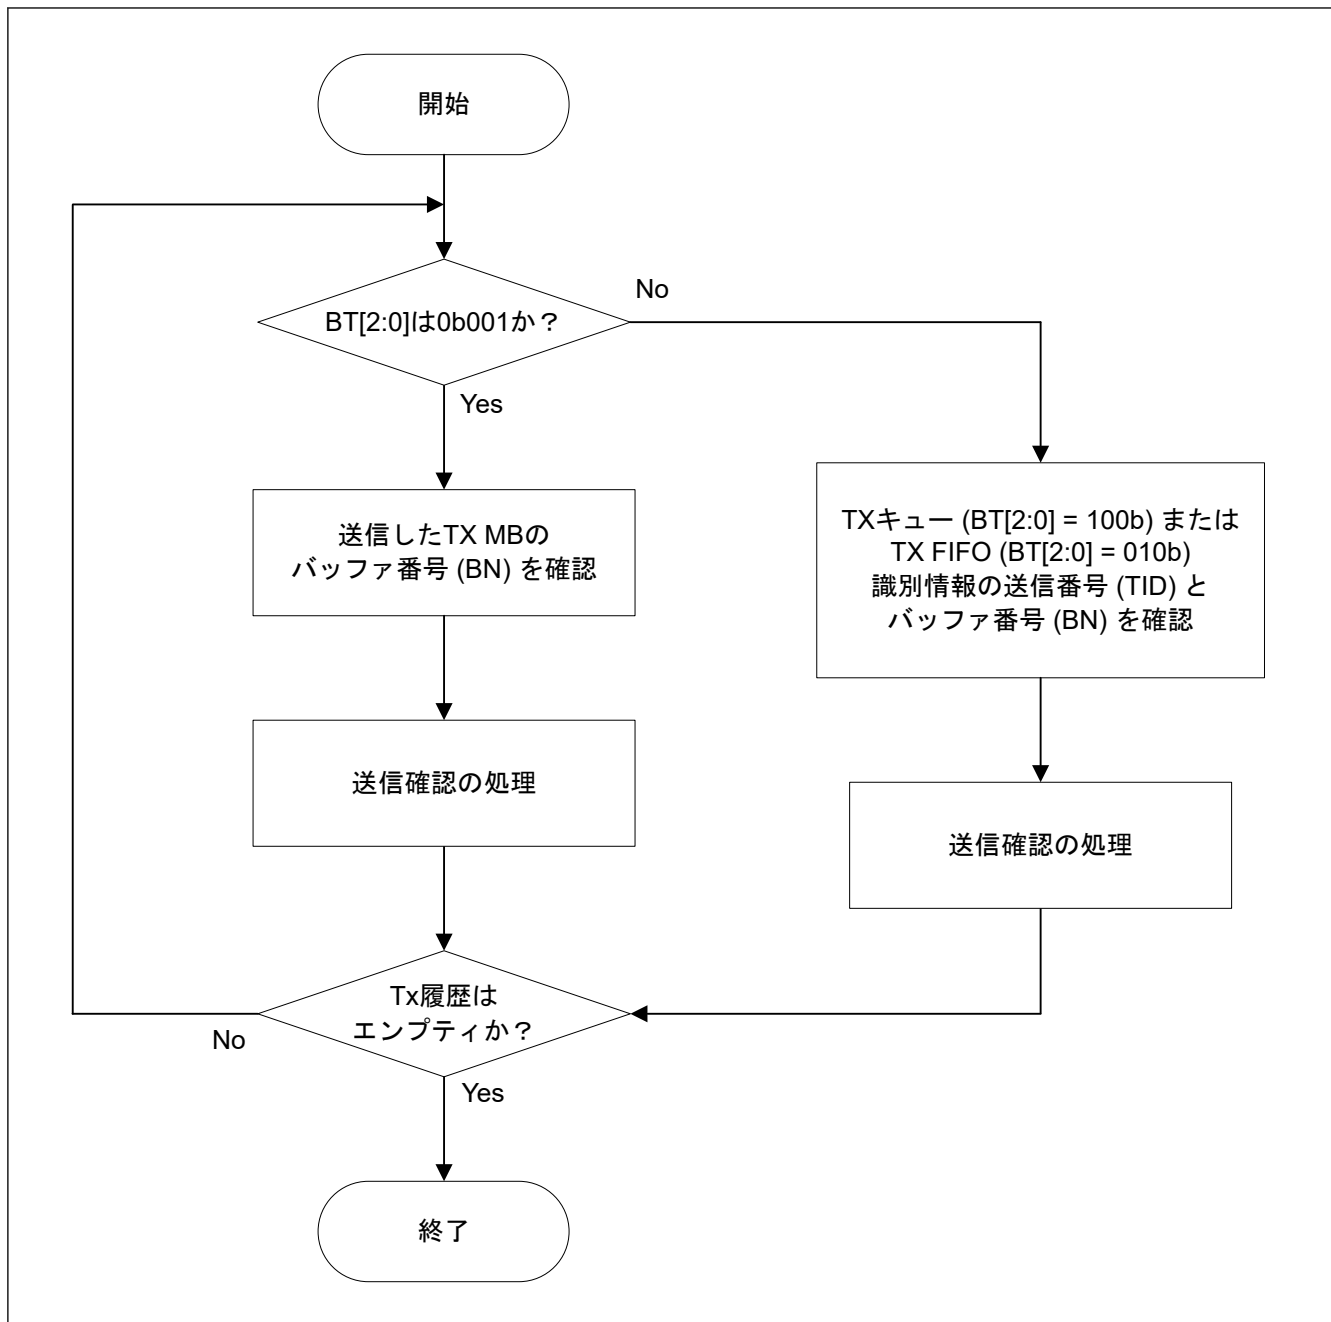 開始
BT[2:0]は0b001か？
No
Yes
送信したTX MBの
バッファ番号 (BN) を確認
TXキュー (BT[2:0] = 100b) または
TX FIFO (BT[2:0] = 010b)
識別情報の送信番号 (TID) と
バッファ番号 (BN) を確認
送信確認の処理
送信確認の処理
Tx履歴は
エンプティか？
No
Yes
終了